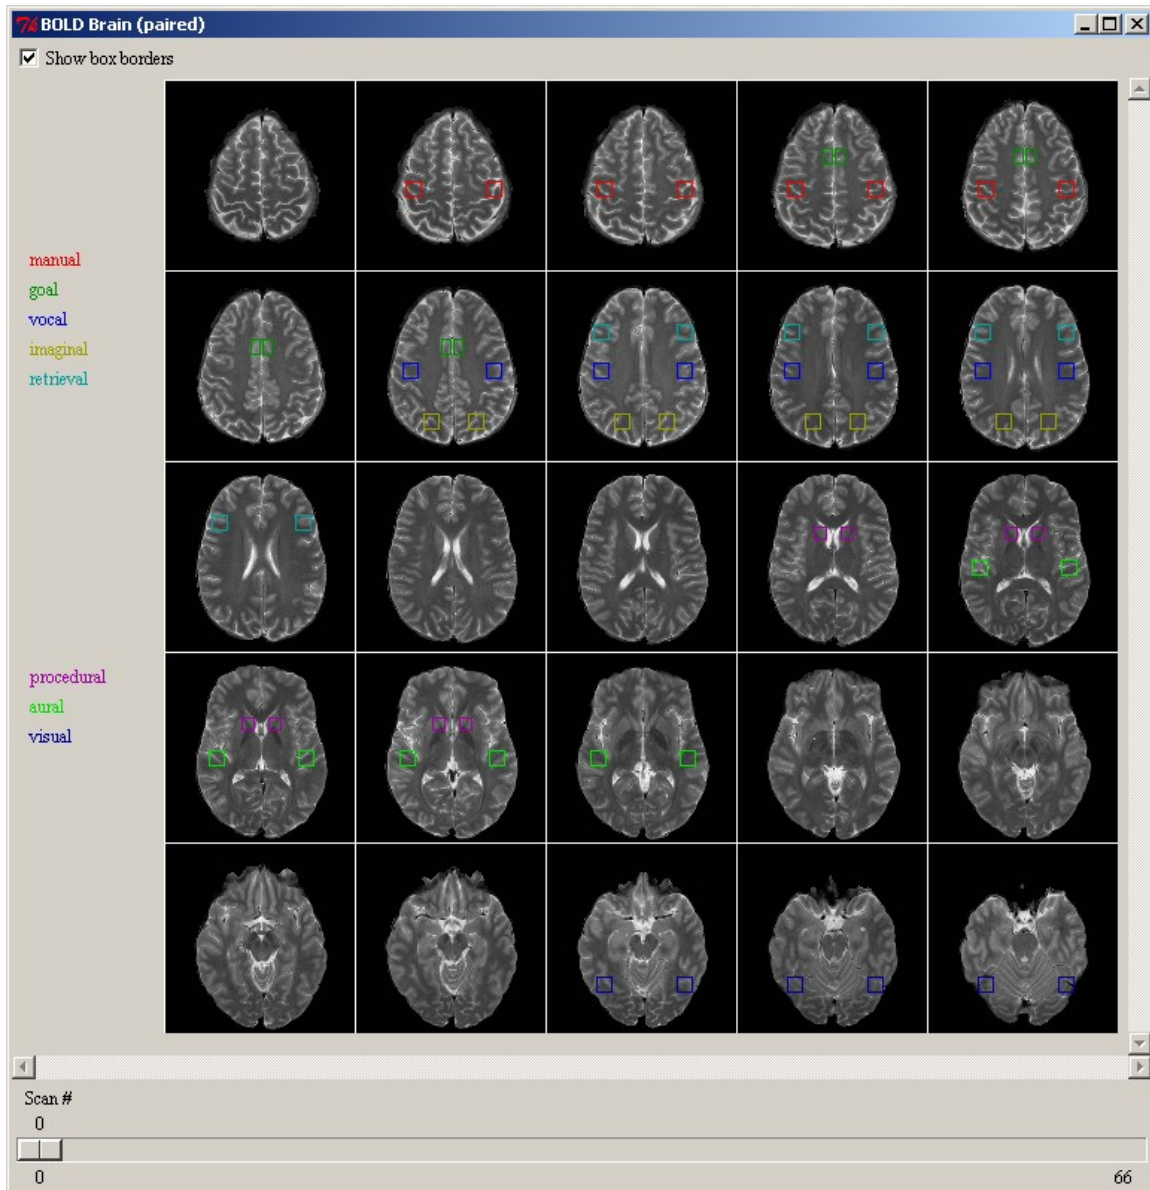 BOLD Brain (paired)
Show box borders
manual
goal
vocal
imaginal
retrieval
procedural
aural
visual
Scan #
0
0
66